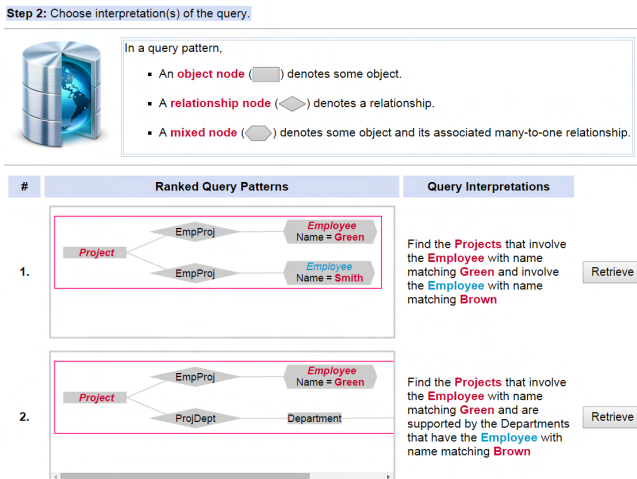 Step 2: Choose interpretation(s) of the query.
In a query pattern,
An object node ( ) denotes some object.
A relationship node ( ) denotes a relationship.
A mixed node ( ) denotes some object and its associated many-to-one relationship.
# Ranked Query Patterns Query Interpretations
1.
Project
EmpProj
Employee
Name = Green
EmpProj
Employee
Name = Smith
Find the Projects that involve
the Employee with name
matching Green and involve
the Employee with name
matching Brown
Retrieve
2.
Project
EmpProj
Employee
Name = Green
ProjDept
Department
Find the Projects that involve
the Employee with name
matching Green and are
supported by the Departments
that have the Employee with
name matching Brown
Retrieve